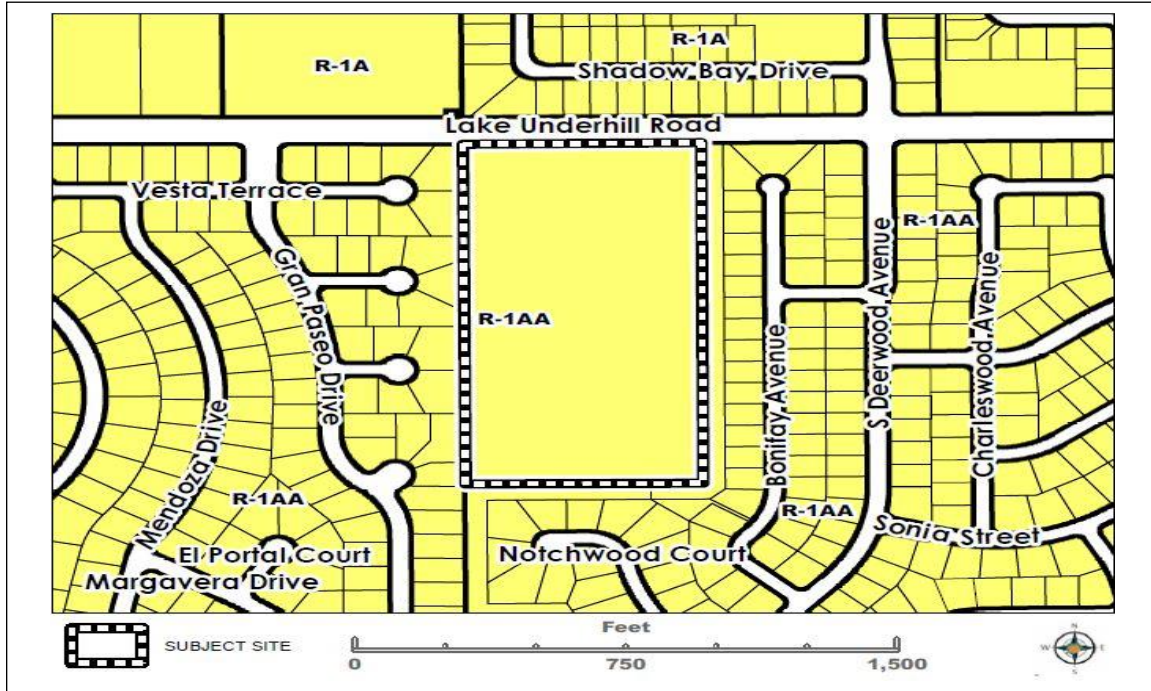 R-1A
R-1A
Shadow Bay Drive
Lake Underhill Road
Vesta Terrace
R-1AA
Gran Paseo Drive
R-1AA
S Deerwood Avenue
Charleswood Avenue
Bonifay Avenue
Mendoza Drive
R-1AA
R-1AA
Sonia Street
El Portal Court
Notchwood Court
Margavera Drive
SUBJECT SITE
Feet
0 750 1,500
N
W E
S